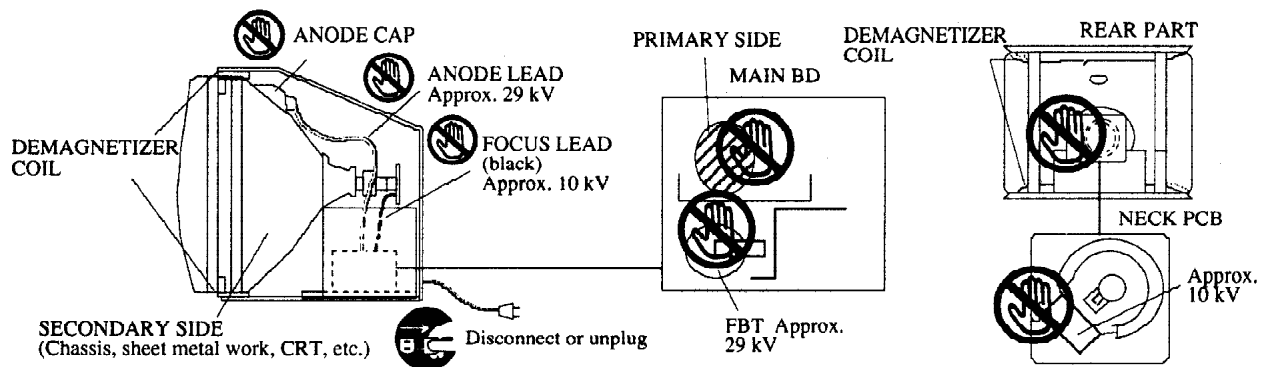 ANODE CAP
ANODE LEAD
Approx. 29 kV
FOCUS LEAD
(black)
Approx. 10 kV
DEMAGNETIZER
COIL
SECONDARY SIDE
(Chassis, sheet metal work, CRT, etc.)
Disconnect or unplug
PRIMARY SIDE
MAIN BD
FBT Approx.
29 kV
DEMAGNETIZER
COIL
REAR PART
NECK PCB
Approx.
10 kV